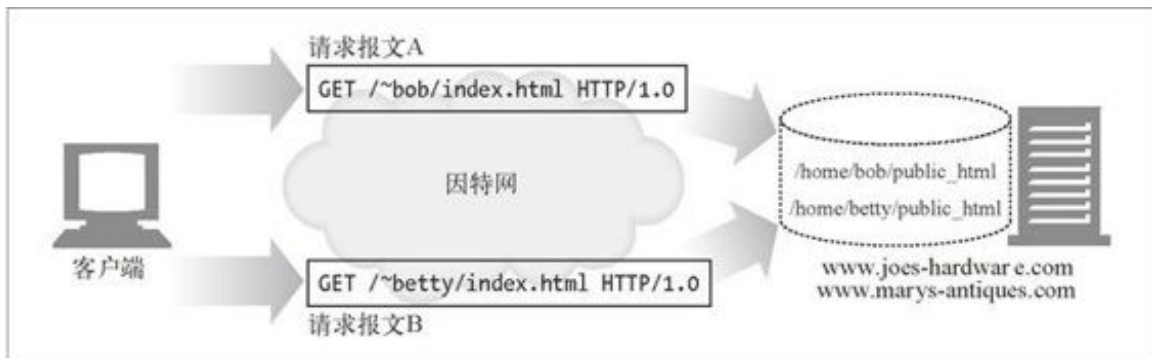 请求报文A
GET /~bob/index.html HTTP/1.0
因特网
/home/bob/public_html
/home/betty/public_html
客户端
www.joes-hardware.com
www.marys-antiques.com
GET /~betty/index.html HTTP/1.0
请求报文B